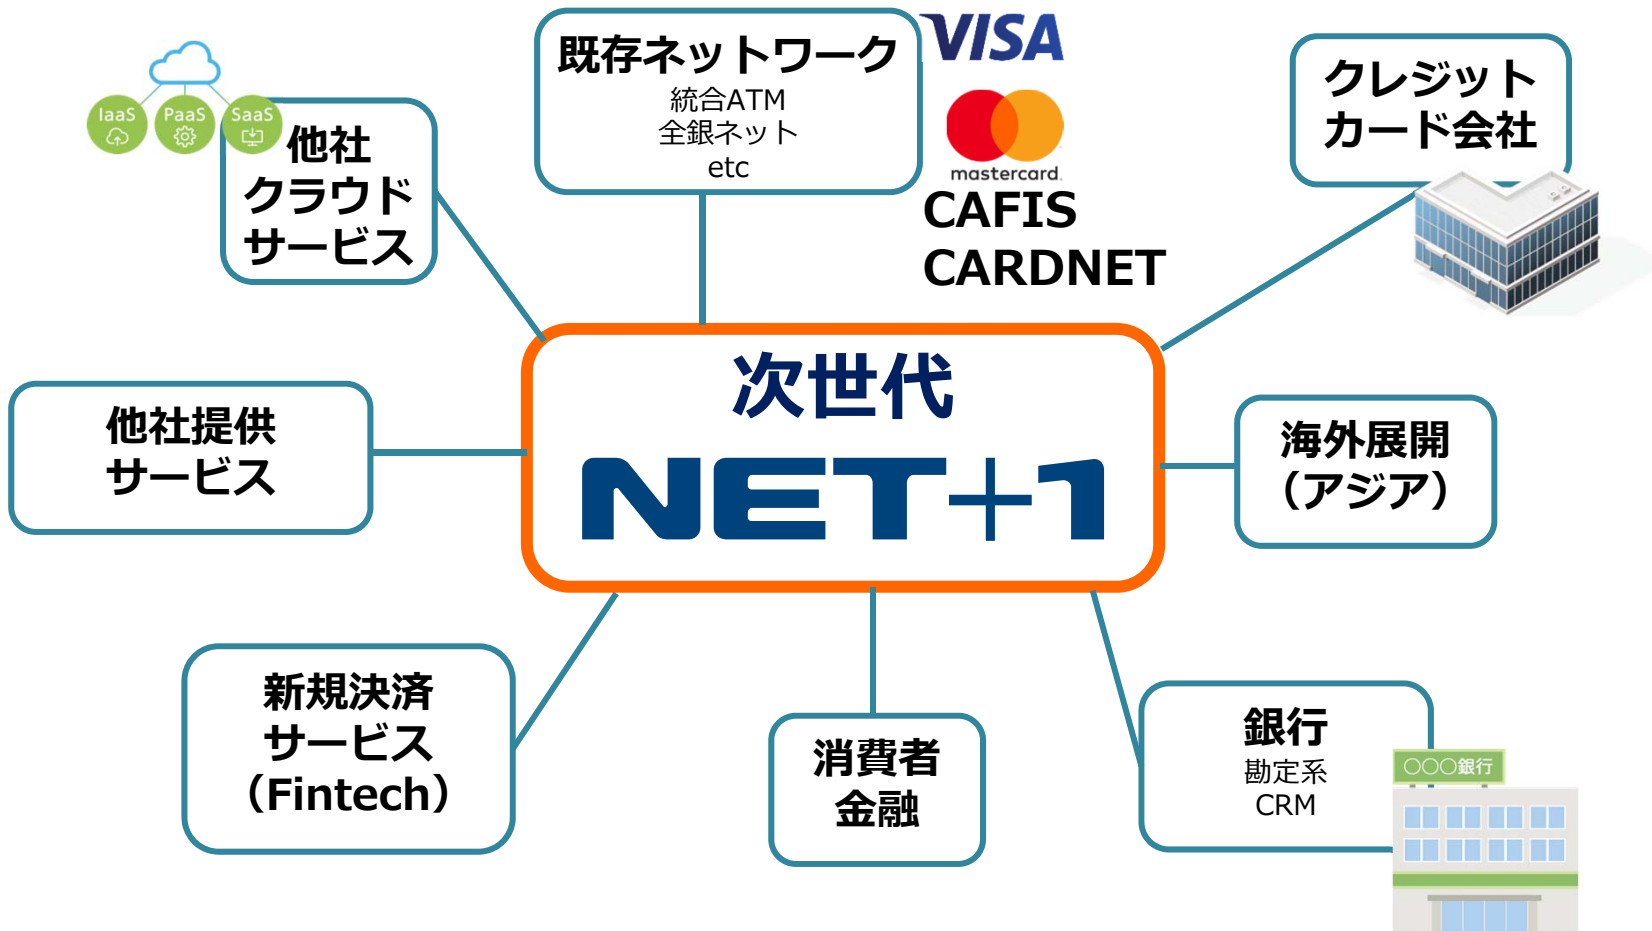 IaaS
PaaS
SaaS
他社
クラウド
サービス
既存ネットワーク
統合ATM
全銀ネット
etc
VISA
mastercard.
CAFIS
CARDNET
クレジット
カード会社
次世代
NET+1
他社提供
サービス
海外展開
（アジア）
新規決済
サービス
（Fintech）
消費者
金融
銀行
勘定系
CRM
〇〇〇銀行